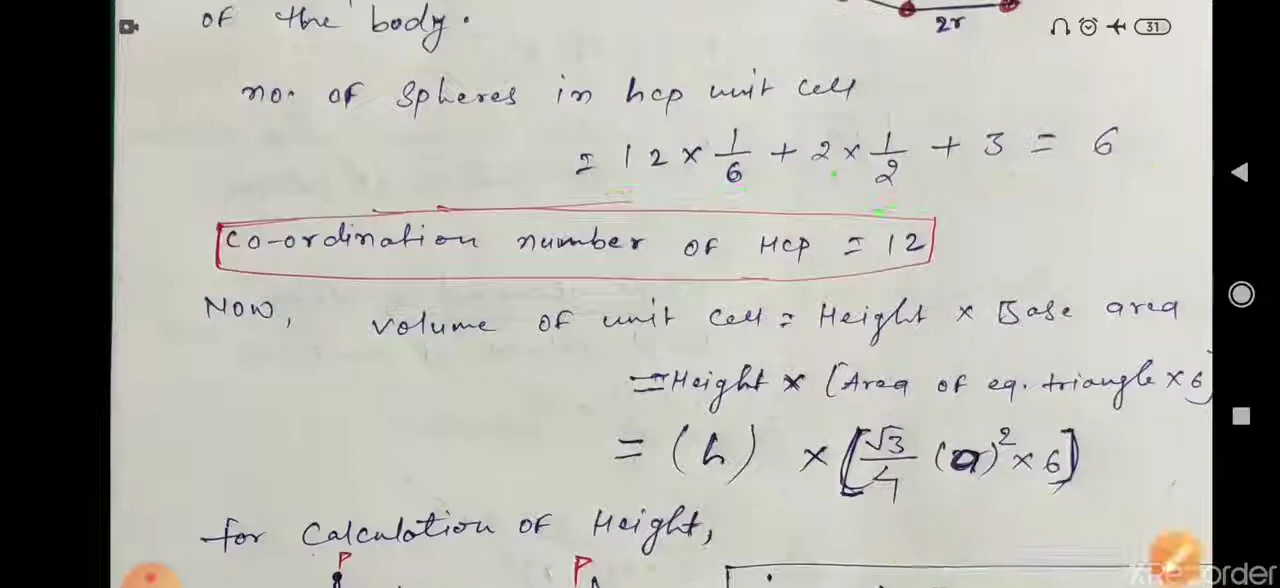 of the body.
2r
31
no. of spheres in hcp unit cell
= 12 × 1/6 + 2 × 1/2 + 3 = 6
Co-ordination number of Hcp = 12
Now, volume of unit cell = Height × Base area
= Height × [Area of eq. triangle × 6]
= (h) × [√3/4 (a)² × 6]
for calculation of Height,
P P
XRecorder